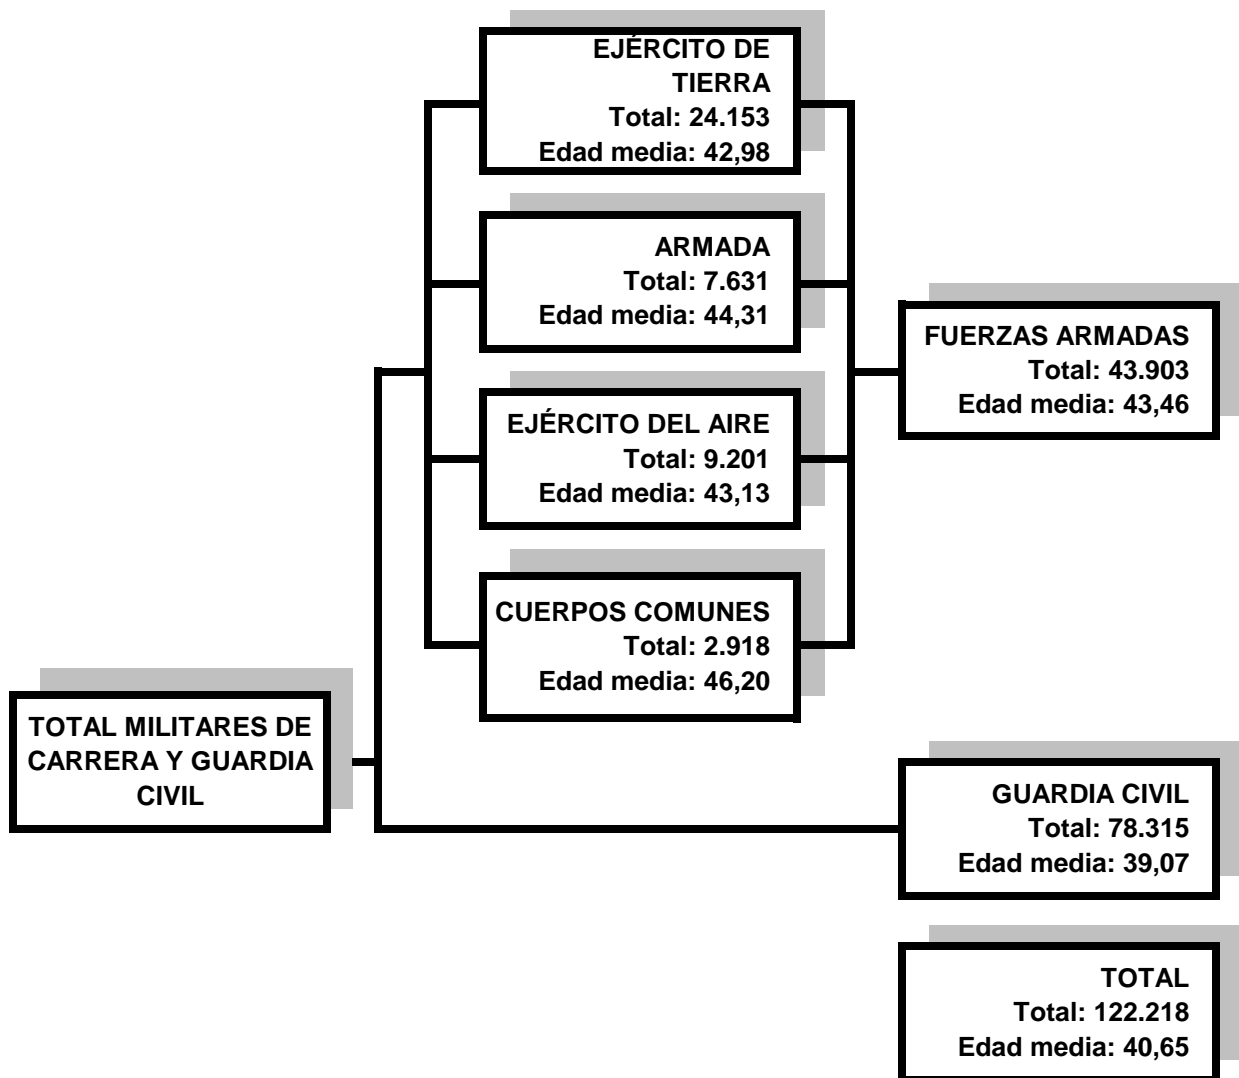 EJÉRCITO DE
TIERRA
Total: 24.153
Edad media: 42,98
ARMADA
Total: 7.631
Edad media: 44,31
FUERZAS ARMADAS
Total: 43.903
Edad media: 43,46
EJÉRCITO DEL AIRE
Total: 9.201
Edad media: 43,13
CUERPOS COMUNES
Total: 2.918
Edad media: 46,20
TOTAL MILITARES DE
CARRERA Y GUARDIA
CIVIL
GUARDIA CIVIL
Total: 78.315
Edad media: 39,07
TOTAL
Total: 122.218
Edad media: 40,65